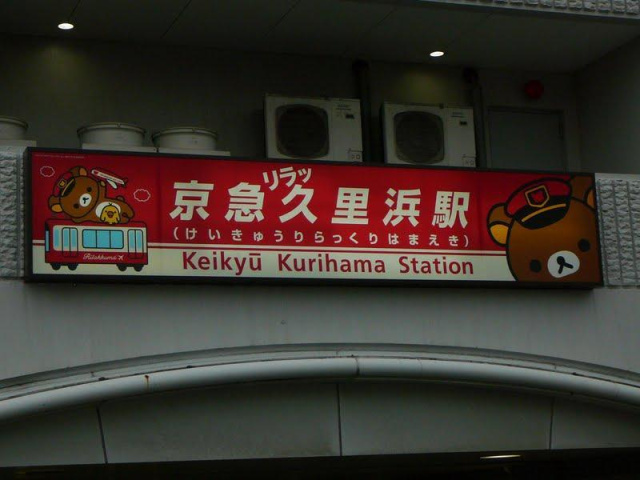 京急リラッ久里浜駅
(けいきゅうりらっくりはまえき)
Keikyū Kurihama Station
Rilakkuma